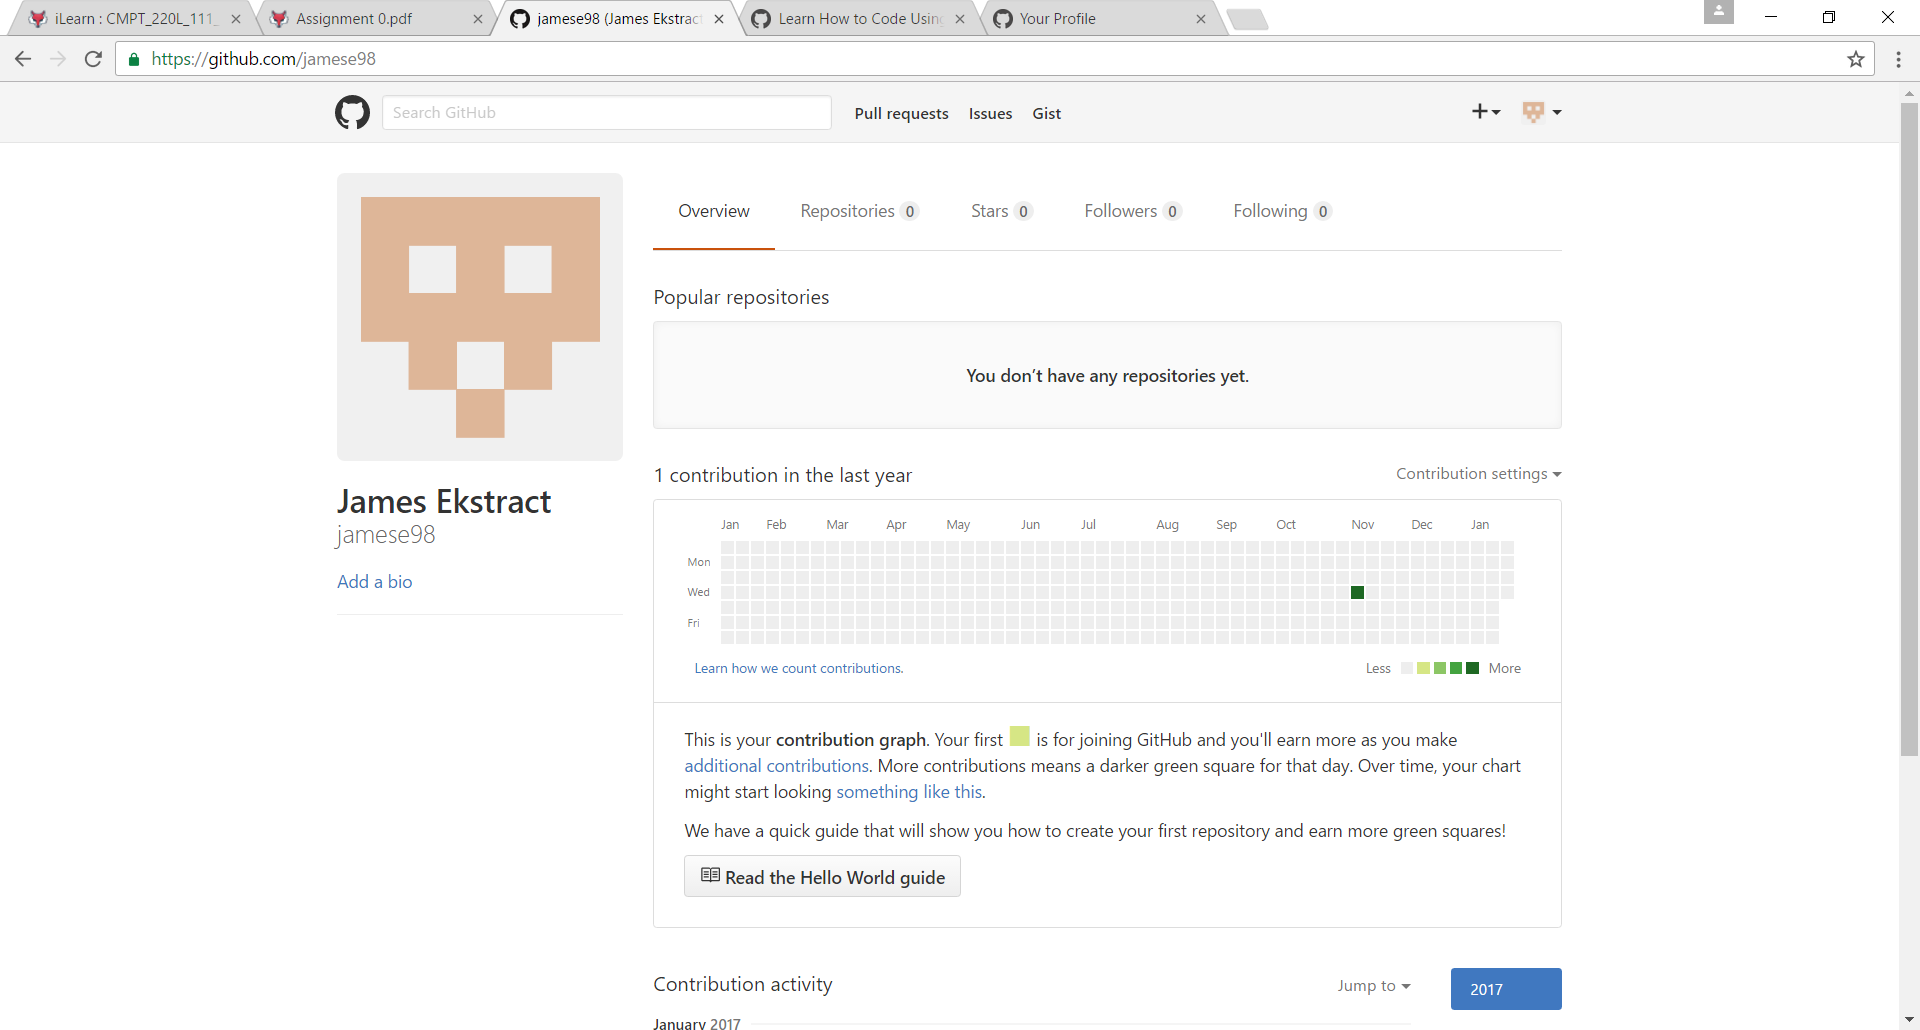 iLearn : CMPT_220L_111_
Assignment 0.pdf
jamese98 (James Ekstract
Learn How to Code Using
Your Profile
https://github.com/jamese98
Search GitHub
Pull requests Issues Gist
Overview Repositories 0 Stars 0 Followers 0 Following 0
Popular repositories
You don’t have any repositories yet.
James Ekstract
jamese98
Add a bio
1 contribution in the last year
Contribution settings
Jan Feb Mar Apr May Jun Jul Aug Sep Oct Nov Dec Jan
Mon
Wed
Fri
Learn how we count contributions.
Less More
This is your contribution graph. Your first is for joining GitHub and you'll earn more as you make
additional contributions. More contributions means a darker green square for that day. Over time, your chart
might start looking something like this.
We have a quick guide that will show you how to create your first repository and earn more green squares!
Read the Hello World guide
Contribution activity
Jump to
2017
January 2017